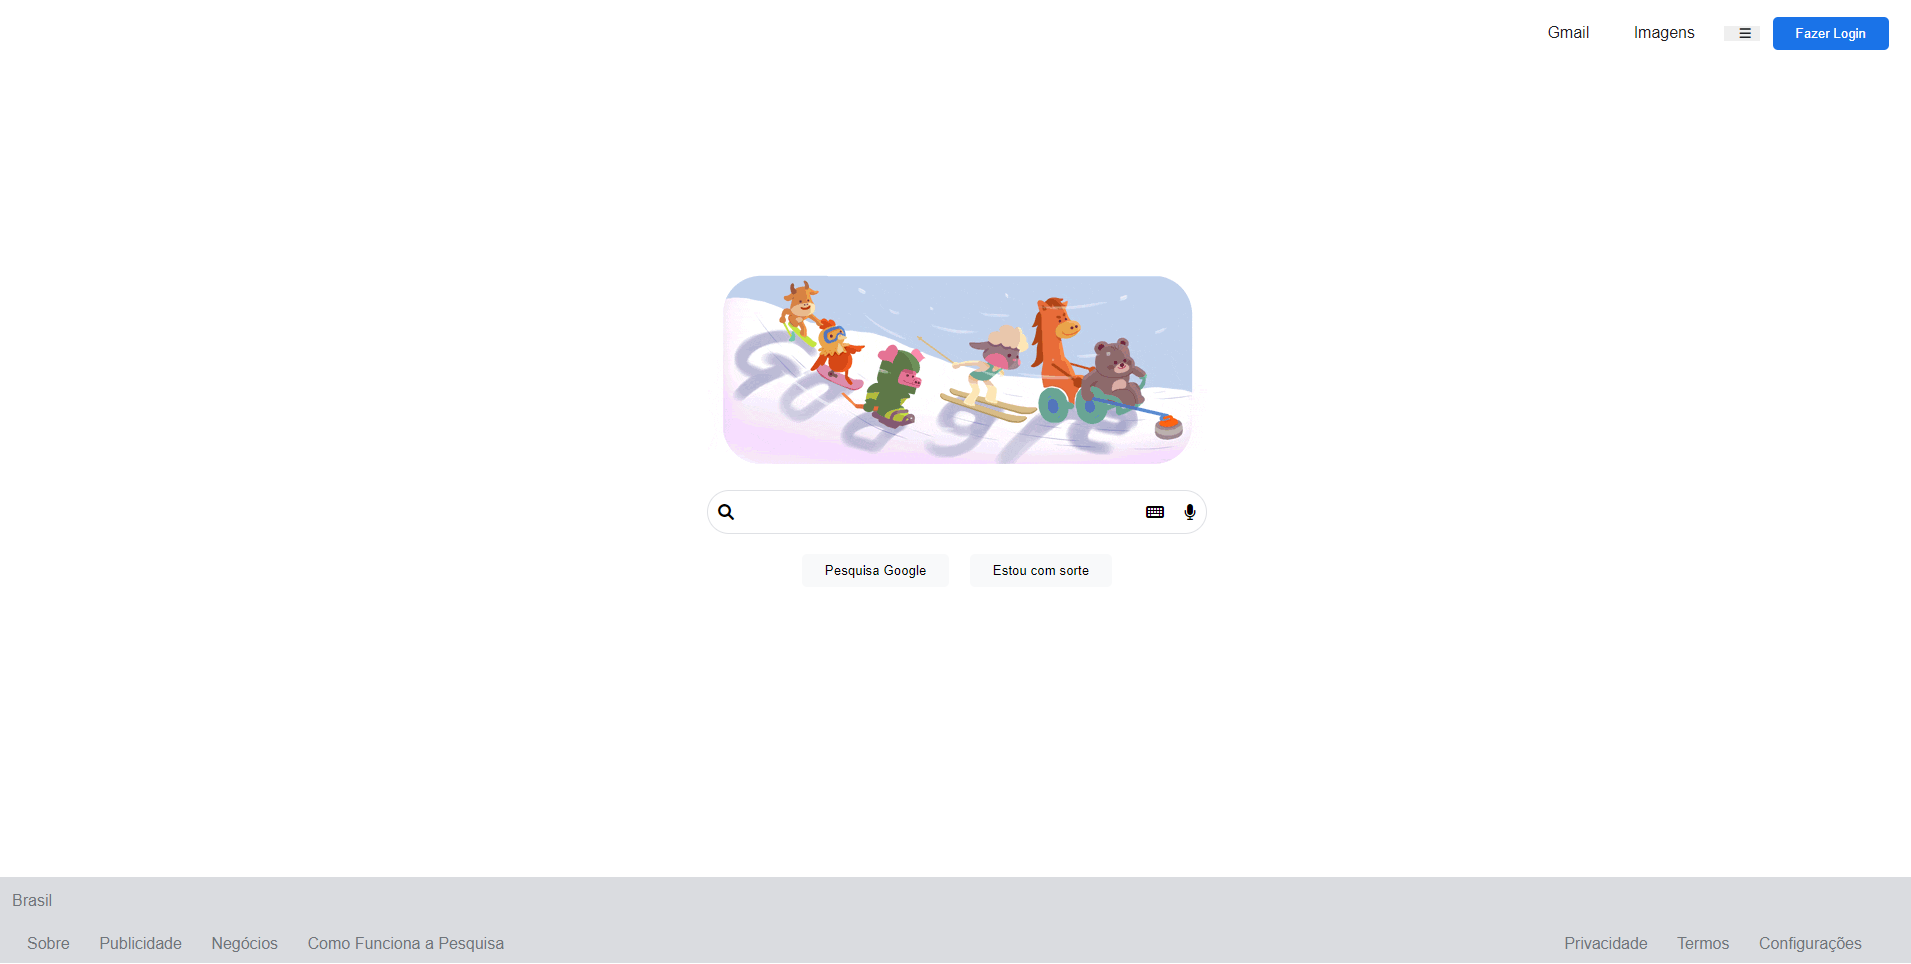 Gmail Imagens Fazer Login
Google
Pesquisa Google Estou com sorte
Brasil
Sobre Publicidade Negócios Como Funciona a Pesquisa Privacidade Termos Configurações